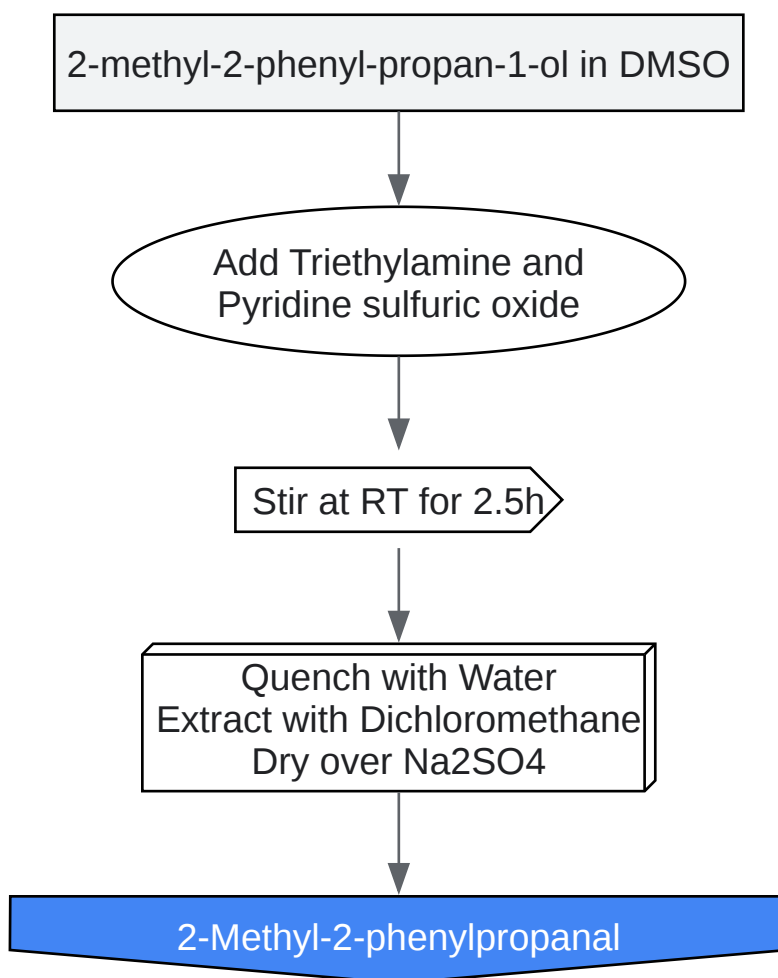 2-methyl-2-phenyl-propan-1-ol in DMSO
Add Triethylamine and
Pyridine sulfuric oxide
Stir at RT for 2.5h
Quench with Water
Extract with Dichloromethane
Dry over Na2SO4
2-Methyl-2-phenylpropanal